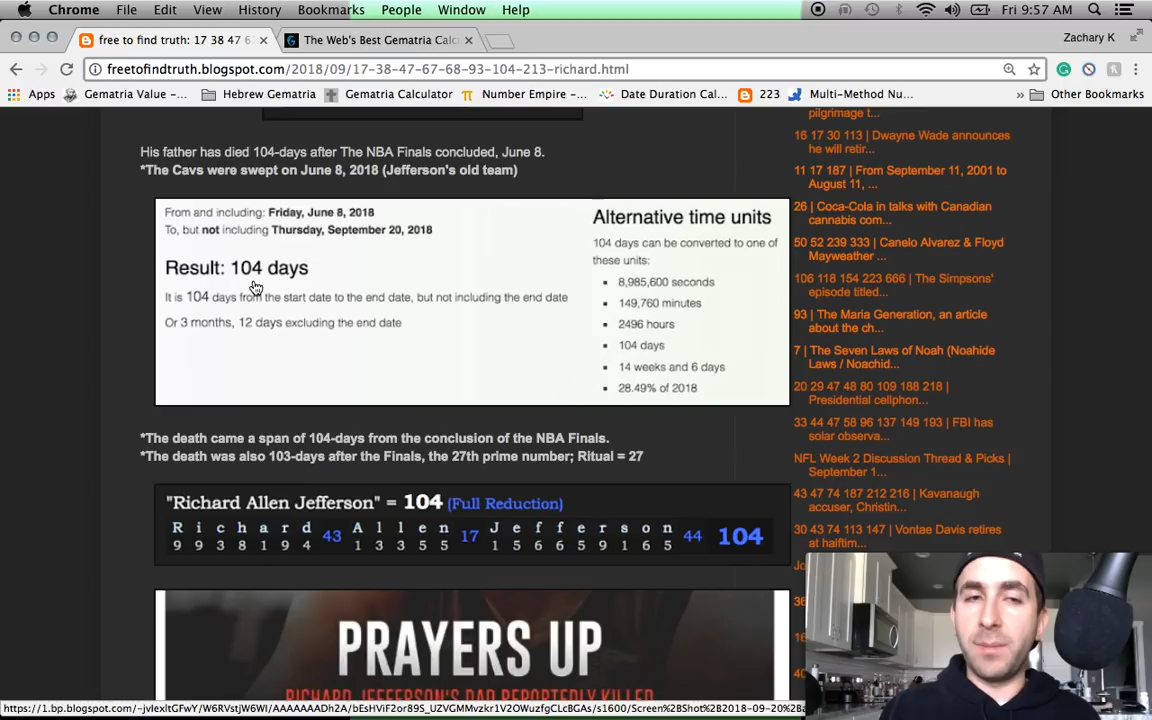 Chrome File Edit View History Bookmarks People Window Help Fri 9:57 AM
free to find truth: 17 38 47 6 The Web's Best Gematria Calc Zachary K
freetofindtruth.blogspot.com/2018/09/17-38-47-67-68-93-104-213-richard.html
Apps Gematria Value -... Hebrew Gematria Gematria Calculator Number Empire -... Date Duration Cal... 223 Multi-Method Nu... » Other Bookmarks
His father has died 104-days after The NBA Finals concluded, June 8.
*The Cavs were swept on June 8, 2018 (Jefferson's old team)
From and including: Friday, June 8, 2018
To, but not including Thursday, September 20, 2018
Result: 104 days
It is 104 days from the start date to the end date, but not including the end date
Or 3 months, 12 days excluding the end date
Alternative time units
104 days can be converted to one of
these units:
8,985,600 seconds
149,760 minutes
2496 hours
104 days
14 weeks and 6 days
28.49% of 2018
*The death came a span of 104-days from the conclusion of the NBA Finals.
*The death was also 103-days after the Finals, the 27th prime number; Ritual = 27
"Richard Allen Jefferson" = 104 (Full Reduction)
R i c h a r d 43 A l l e n 17 J e f f e r s o n 44 104
9 9 3 8 1 9 4 1 3 3 5 5 1 5 6 6 5 9 1 6 5
PRAYERS UP
RICHARD JEFFERSON'S DAD REPORTEDLY KILLED
pilgrimage t...
16 17 30 113 | Dwayne Wade announces
he will retir...
11 17 187 | From September 11, 2001 to
August 11, ...
26 | Coca-Cola in talks with Canadian
cannabis com...
50 52 239 333 | Canelo Alvarez & Floyd
Mayweather ...
106 118 154 223 666 | The Simpsons'
episode titled...
93 | The Maria Generation, an article
about the ch...
7 | The Seven Laws of Noah (Noahide
Laws / Noachid...
20 29 47 48 80 109 188 218 |
Presidential cellphon...
33 44 47 58 96 137 149 193 | FBI has
solar observa...
NFL Week 2 Discussion Thread & Picks |
September 1...
43 47 74 187 212 216 | Kavanaugh
accuser, Christin...
30 43 74 113 147 | Vontae Davis retires
at halftim...